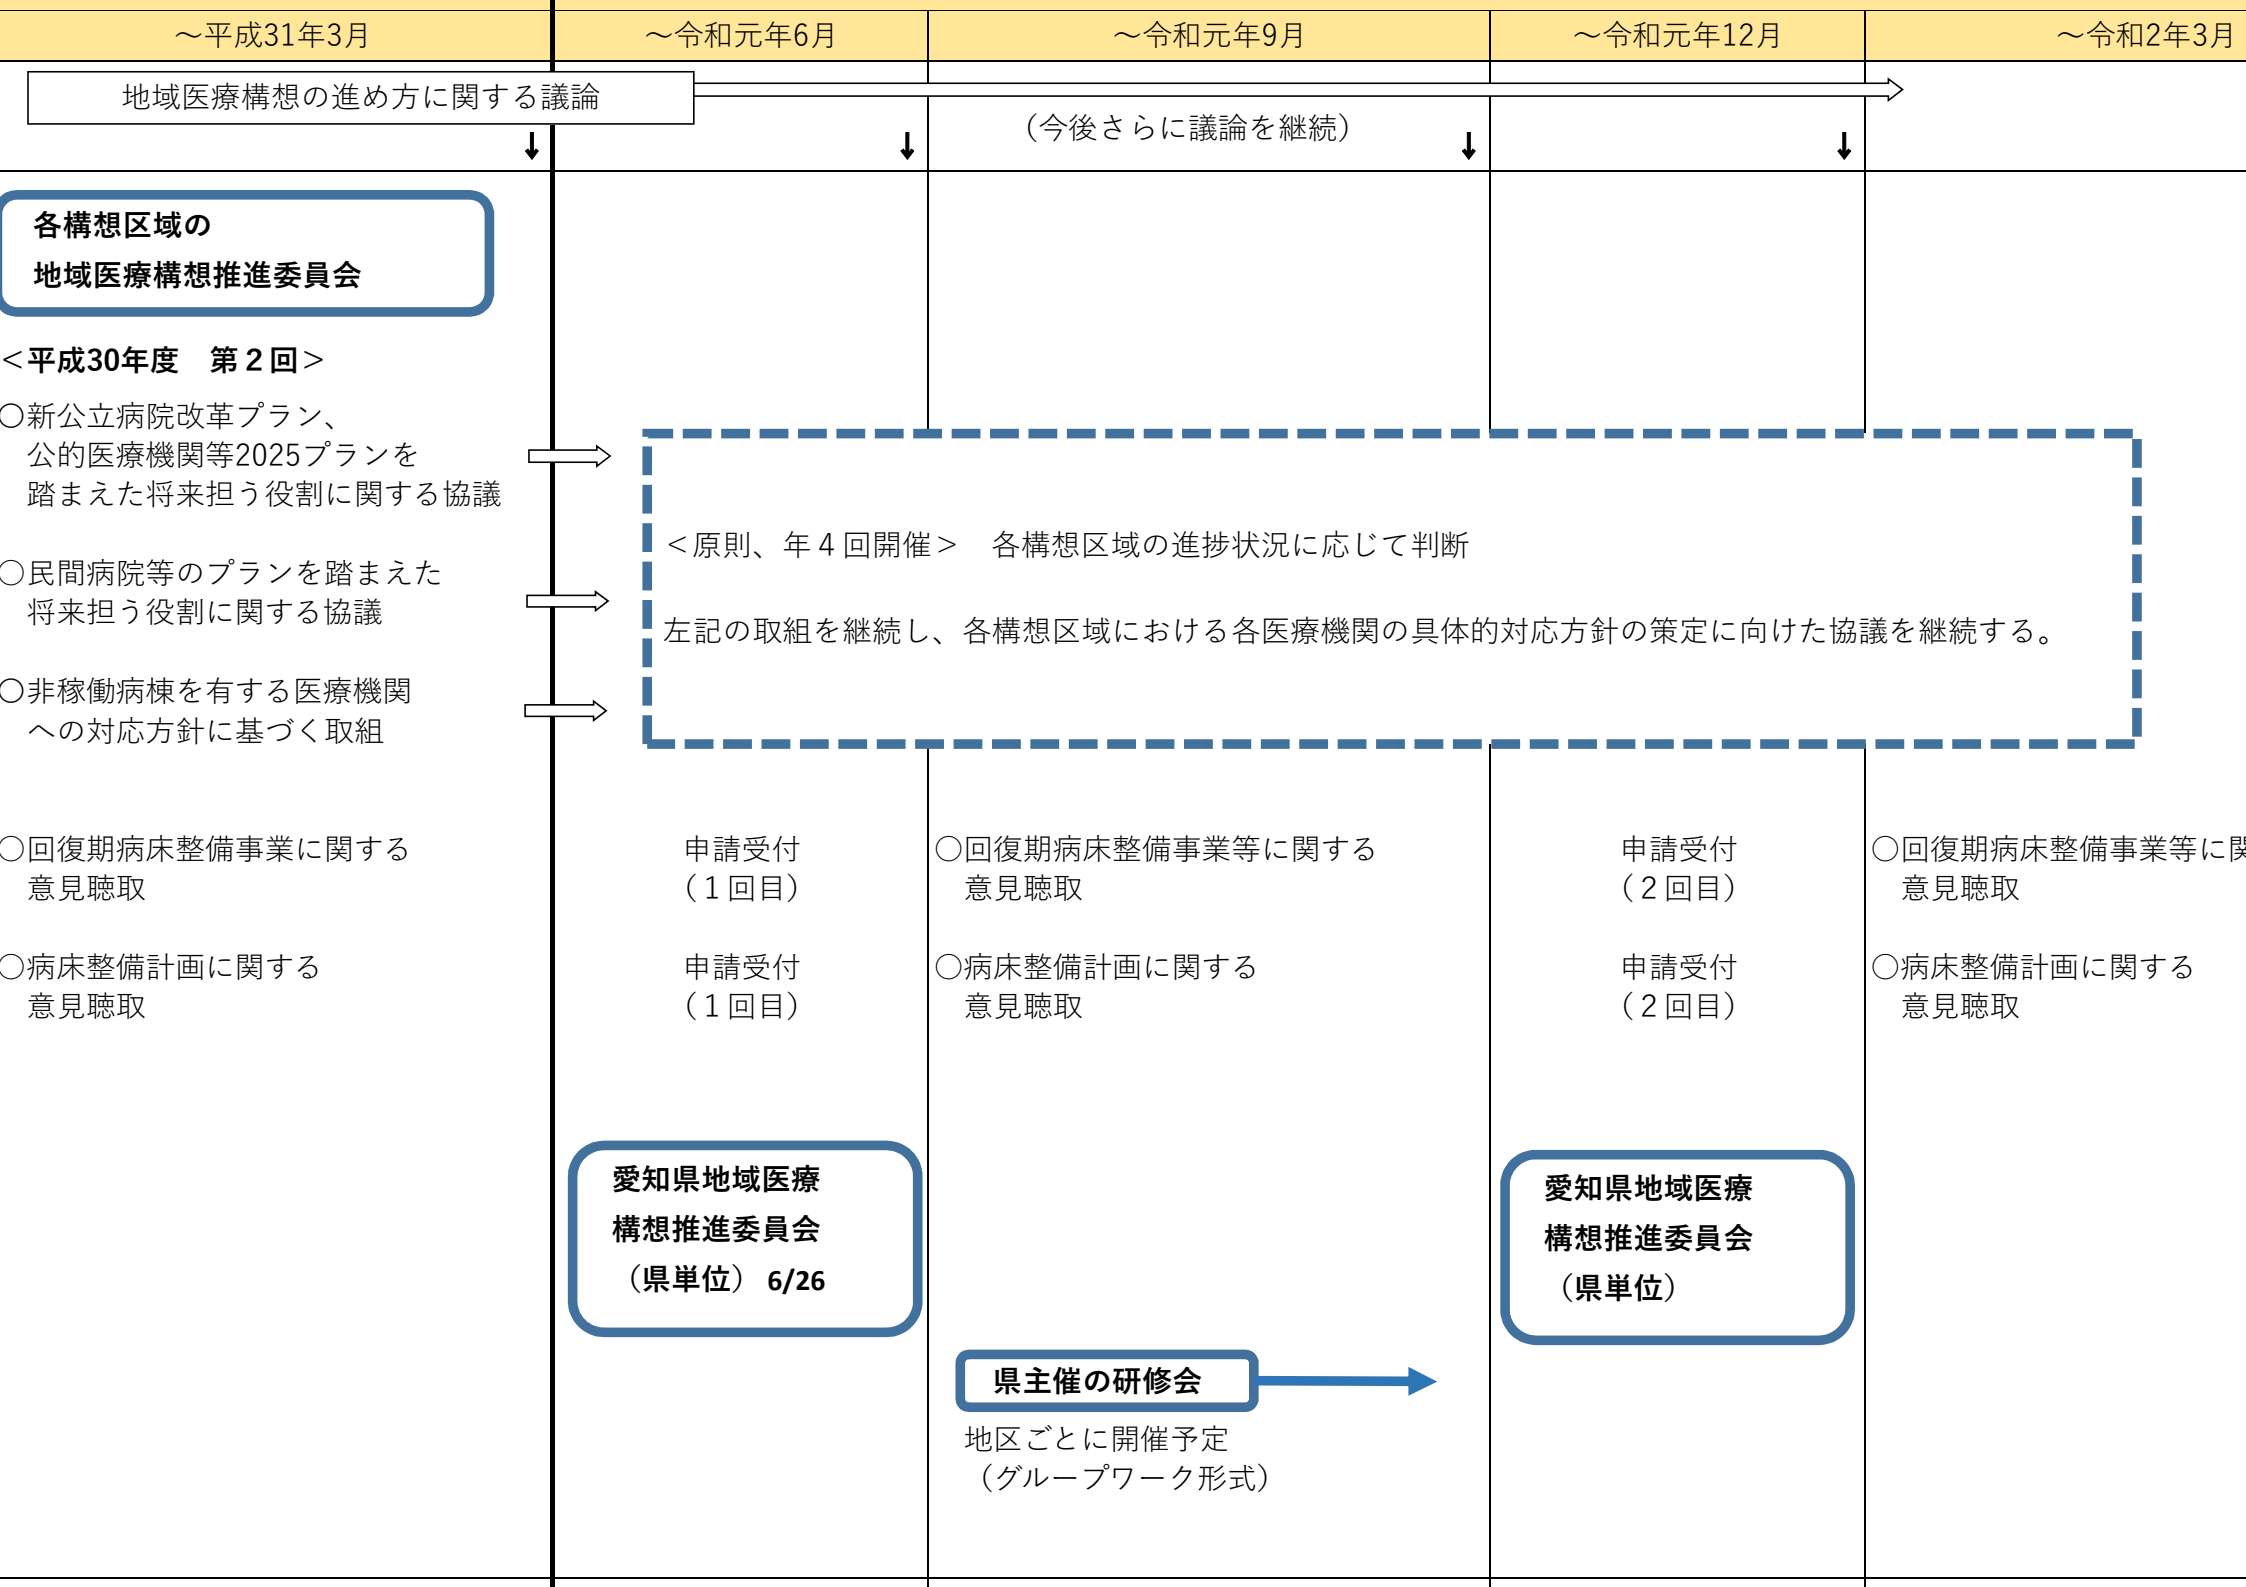 ～平成31年3月
～令和元年6月
～令和元年9月
～令和元年12月
～令和2年3月
地域医療構想の進め方に関する議論
（今後さらに議論を継続）
各構想区域の
地域医療構想推進委員会
＜平成30年度　第２回＞
○新公立病院改革プラン、
公的医療機関等2025プランを
踏まえた将来担う役割に関する協議
○民間病院等のプランを踏まえた
将来担う役割に関する協議
○非稼働病棟を有する医療機関
への対応方針に基づく取組
＜原則、年４回開催＞　各構想区域の進捗状況に応じて判断
左記の取組を継続し、各構想区域における各医療機関の具体的対応方針の策定に向けた協議を継続する。
○回復期病床整備事業に関する
意見聴取
○病床整備計画に関する
意見聴取
申請受付
（１回目）
申請受付
（１回目）
○回復期病床整備事業等に関する
意見聴取
○病床整備計画に関する
意見聴取
申請受付
（２回目）
申請受付
（２回目）
○回復期病床整備事業等に関
意見聴取
○病床整備計画に関する
意見聴取
愛知県地域医療
構想推進委員会
（県単位）6/26
愛知県地域医療
構想推進委員会
（県単位）
県主催の研修会
地区ごとに開催予定
（グループワーク形式）